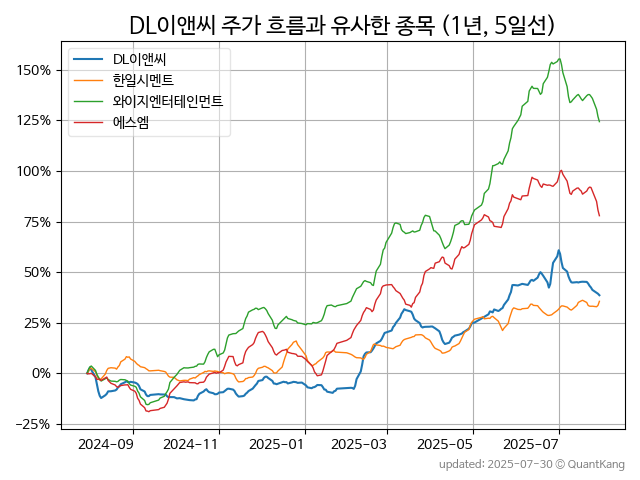 DL이앤씨 주가 흐름과 유사한 종목 (1년, 5일선)
DL이앤씨
한일시멘트
와이지엔터테인먼트
에스엠
150%
125%
100%
75%
50%
25%
0%
−25%
2024-09
2024-11
2025-01
2025-03
2025-05
2025-07
updated: 2025-07-30 © QuantKang